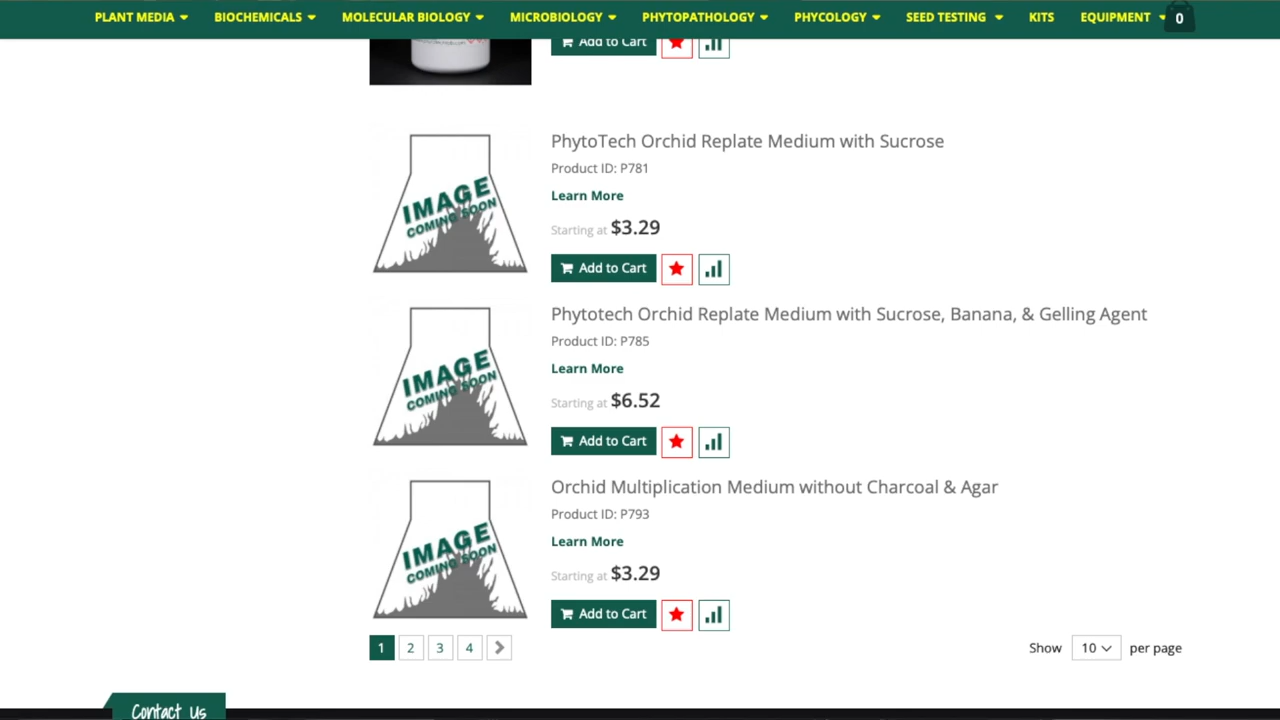 PLANT MEDIA BIOCHEMICALS MOLECULAR BIOLOGY MICROBIOLOGY PHYTOPATHOLOGY PHYCOLOGY SEED TESTING KITS EQUIPMENT 0
Add to Cart
IMAGE
COMING SOON
PhytoTech Orchid Replate Medium with Sucrose
Product ID: P781
Learn More
Starting at $3.29
Add to Cart
IMAGE
COMING SOON
Phytotech Orchid Replate Medium with Sucrose, Banana, & Gelling Agent
Product ID: P785
Learn More
Starting at $6.52
Add to Cart
IMAGE
COMING SOON
Orchid Multiplication Medium without Charcoal & Agar
Product ID: P793
Learn More
Starting at $3.29
Add to Cart
1 2 3 4
Show 10 per page
Contact Us